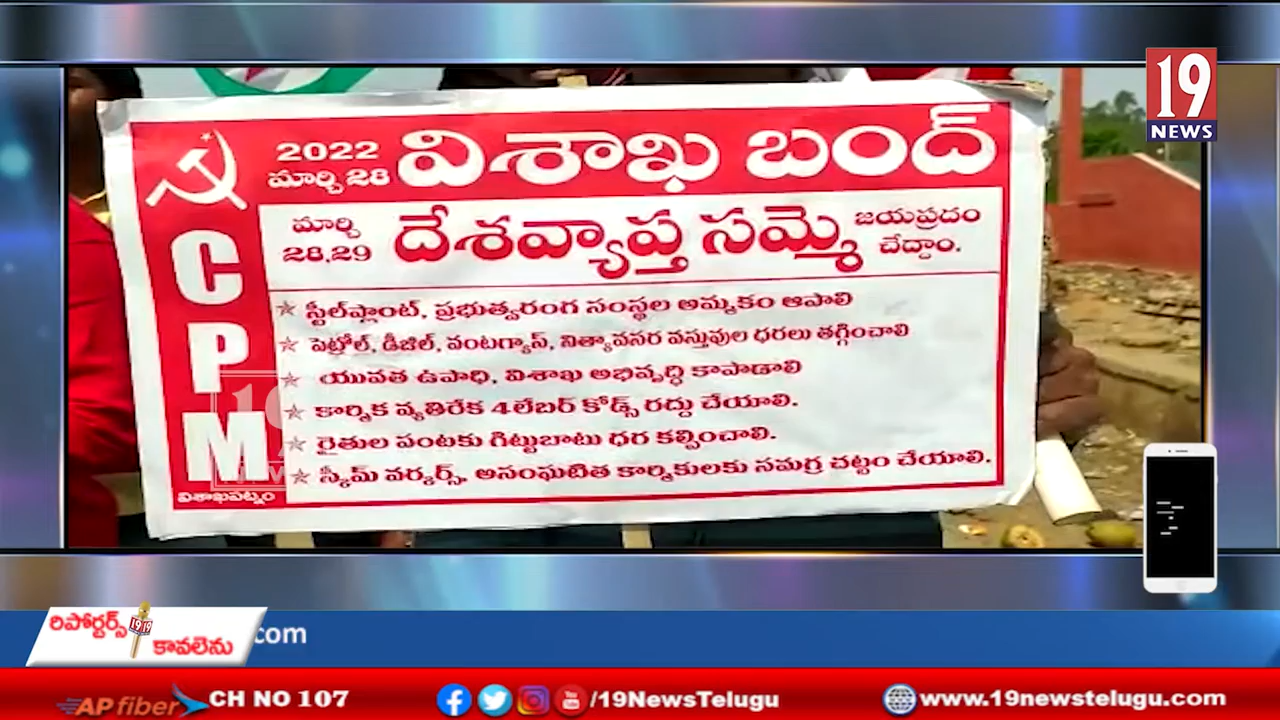 19
NEWS
2022
మార్చి 28
విశాఖ బంద్
మార్చి
28,29
దేశవ్యాప్త సమ్మె
జయప్రదం
చేద్దాం.
CPM
విశాఖపట్నం
స్టీల్‌ప్లాంట్, ప్రభుత్వరంగ సంస్థల అమ్మకం ఆపాలి
పెట్రోల్, డీజిల్, వంటగ్యాస్, నిత్యావసర వస్తువుల ధరలు తగ్గించాలి
యువత ఉపాధి, విశాఖ అభివృద్ధి కాపాడాలి
కార్మిక వ్యతిరేక 4 లేబర్ కోడ్స్ రద్దు చేయాలి.
రైతుల పంటకు గిట్టుబాటు ధర కల్పించాలి.
స్కీమ్ వర్కర్స్, అసంఘటిత కార్మికులకు సమగ్ర చట్టం చేయాలి.
రిపోర్టర్స్
19 19
కావలెను
.com
AP fiber CH NO 107
/19NewsTelugu
www.19newstelugu.com